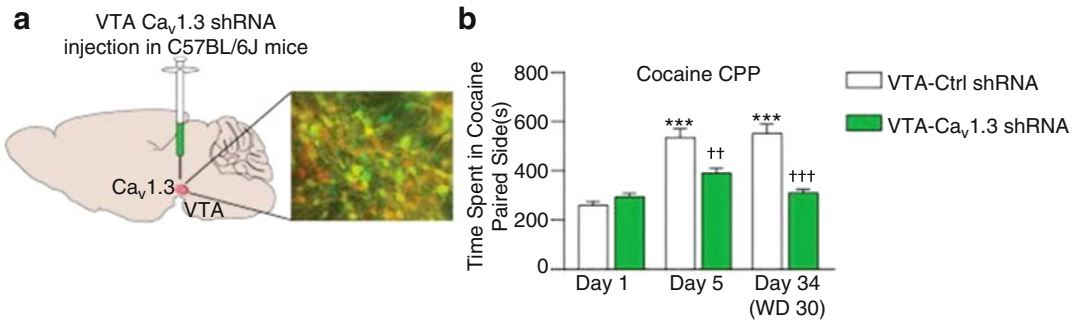 a
VTA Cav1.3 shRNA
injection in C57BL/6J mice
Cav1.3
VTA
b
Cocaine CPP
Time Spent in Cocaine
Paired Side(s)
800
600
400
200
0
***
††
***
†††
Day 1
Day 5
Day 34
(WD 30)
VTA-Ctrl shRNA
VTA-Cav1.3 shRNA